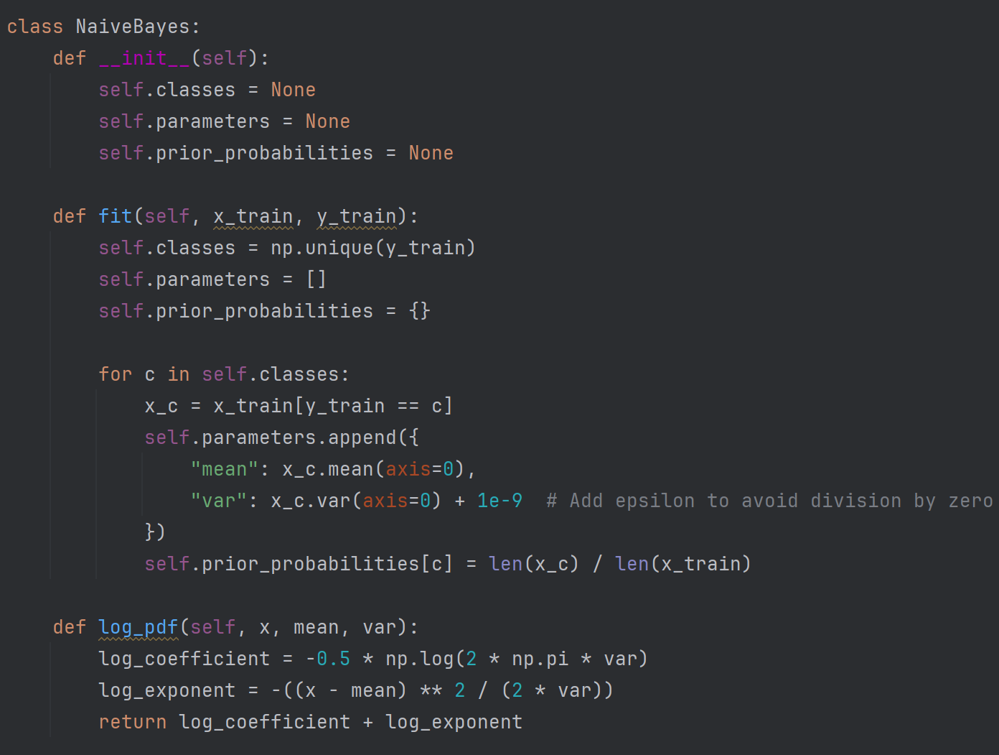 class NaiveBayes:
    def __init__(self):
        self.classes = None
        self.parameters = None
        self.prior_probabilities = None

    def fit(self, x_train, y_train):
        self.classes = np.unique(y_train)
        self.parameters = []
        self.prior_probabilities = {}

        for c in self.classes:
            x_c = x_train[y_train == c]
            self.parameters.append({
                "mean": x_c.mean(axis=0),
                "var": x_c.var(axis=0) + 1e-9  # Add epsilon to avoid division by zero
            })
            self.prior_probabilities[c] = len(x_c) / len(x_train)

    def log_pdf(self, x, mean, var):
        log_coefficient = -0.5 * np.log(2 * np.pi * var)
        log_exponent = -((x - mean) ** 2 / (2 * var))
        return log_coefficient + log_exponent